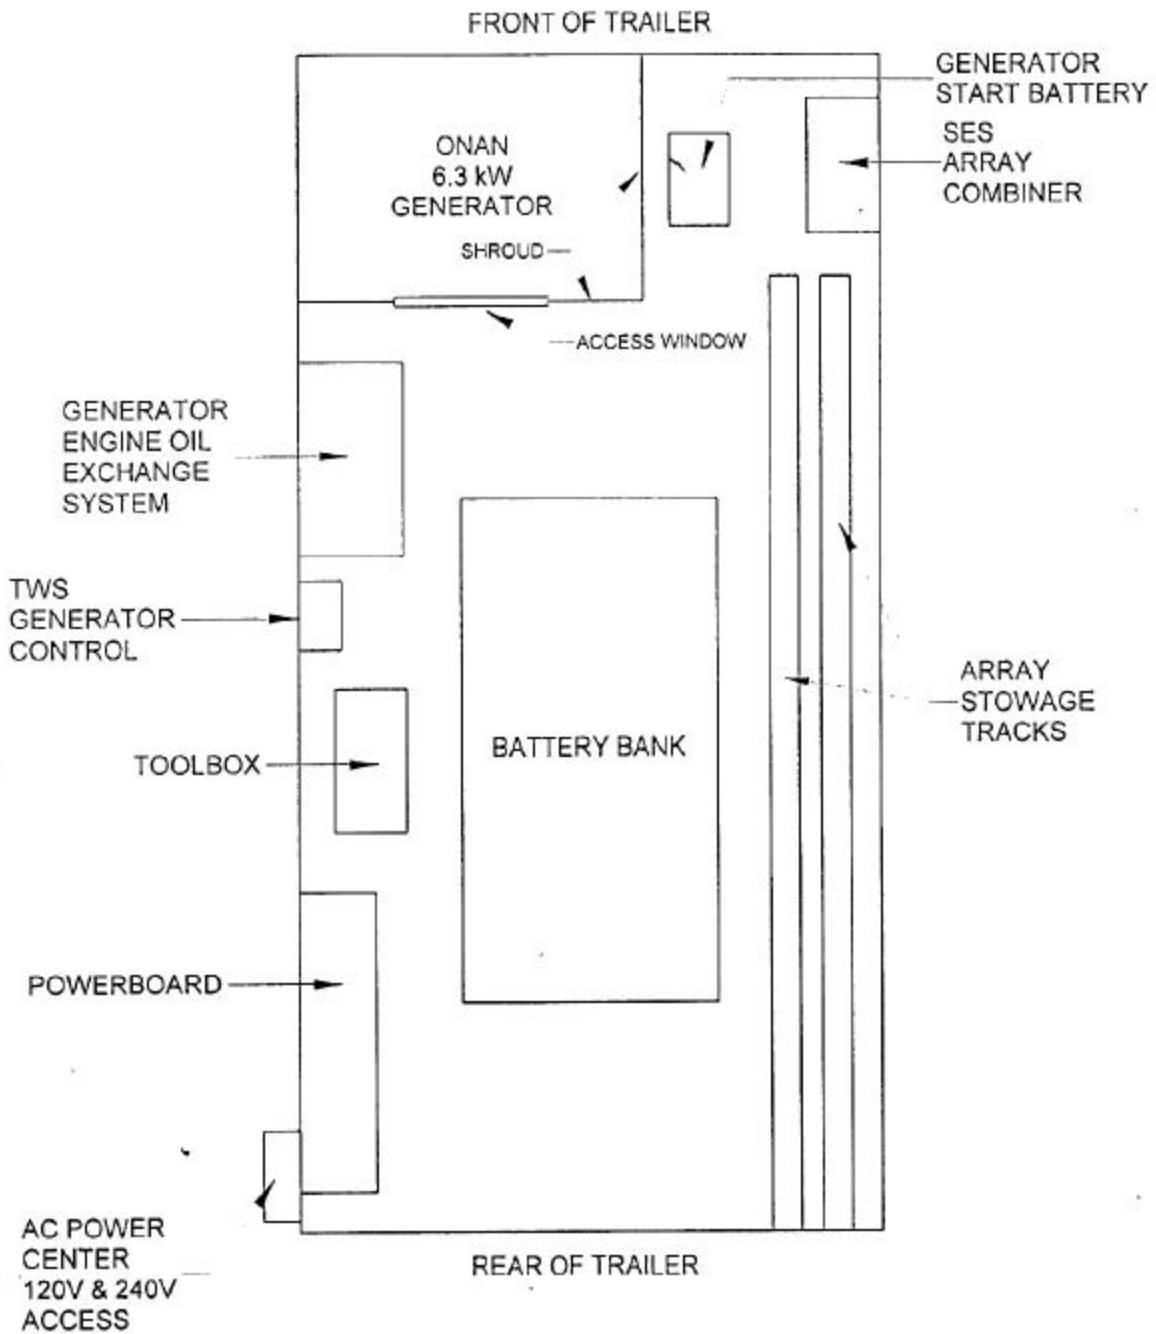 FRONT OF TRAILER
GENERATOR
START BATTERY
SES
ARRAY
COMBINER
ONAN
6.3 kW
GENERATOR
SHROUD
ACCESS WINDOW
GENERATOR
ENGINE OIL
EXCHANGE
SYSTEM
TWS
GENERATOR
CONTROL
ARRAY
STOWAGE
TRACKS
BATTERY BANK
TOOLBOX
POWERBOARD
AC POWER
CENTER
120V & 240V
ACCESS
REAR OF TRAILER